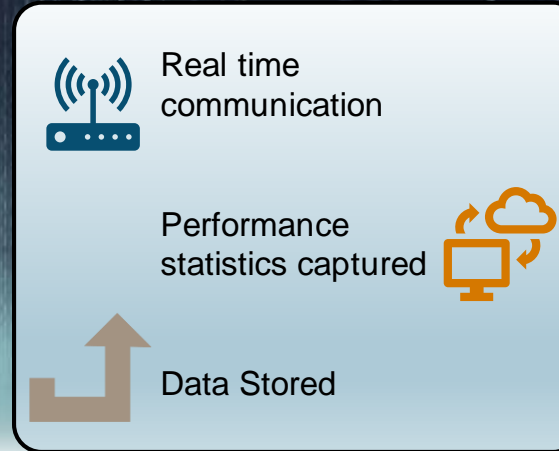 Real time
communication
Performance
statistics captured
Data Stored